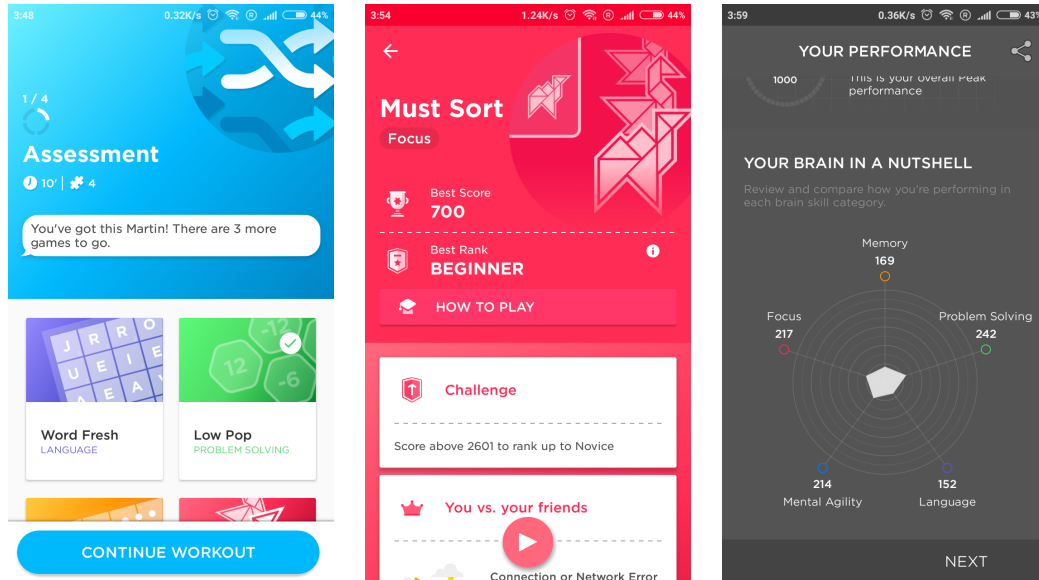 3:48
0.32K/s
44%
1 / 4
Assessment
10' | 4
You've got this Martin! There are 3 more
games to go.
J R R O
U E I E
E A Y A
Word Fresh
LANGUAGE
-12
12
-6
Low Pop
PROBLEM SOLVING
CONTINUE WORKOUT
3:54
1.24K/s
R
44%
Must Sort
Focus
Best Score
700
Best Rank
BEGINNER
HOW TO PLAY
Challenge
Score above 2601 to rank up to Novice
You vs. your friends
Connection or Network Error
3:59
0.36K/s
R
43%
YOUR PERFORMANCE
1000
This is your overall Peak
performance
YOUR BRAIN IN A NUTSHELL
Review and compare how you're performing in
each brain skill category.
Memory
169
Focus
217
Problem Solving
242
214
Mental Agility
152
Language
NEXT